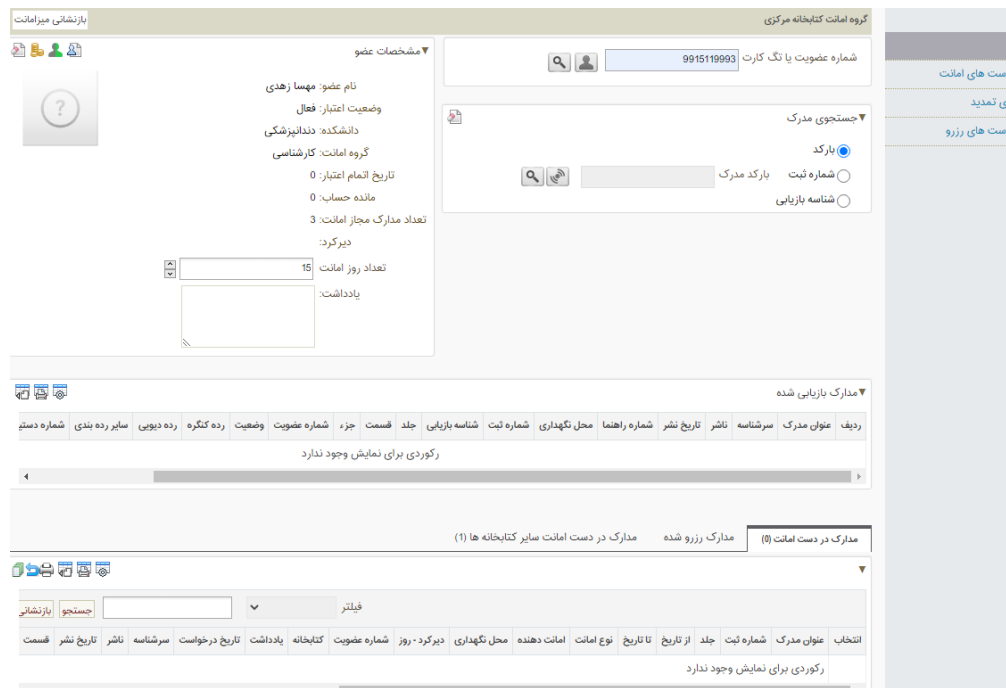 گروه امانت کتابخانه مرکزی
بازنشانی میزامانت
شماره عضویت یا تگ کارت 9915119993
▼جستجوی مدرک
بارکد
شماره ثبت
بارکد مدرک
شناسه بازیابی
▼مشخصات عضو
نام عضو: مهسا زهدی
وضعیت اعتبار: فعال
دانشکده: دندانپزشکی
گروه امانت: کارشناسی
تاریخ اتمام اعتبار: 0
مانده حساب: 0
تعداد مدارک مجاز امانت: 3
دیرکرد:
تعداد روز امانت 15
یادداشت:
ست های امانت
ی تمدید
ست های رزرو
▼مدارک بازیابی شده
ردیف عنوان مدرک سرشناسه ناشر تاریخ نشر شماره راهنما محل نگهداری شماره ثبت شناسه بازیابی جلد قسمت جزء شماره عضویت وضعیت رده کنگره رده دیویی سایر رده بندی شماره دستی
رکوردی برای نمایش وجود ندارد
مدارک در دست امانت (0) مدارک رزرو شده مدارک در دست امانت سایر کتابخانه ها (1)
▼
فیلتر جستجو بازنشانی
انتخاب عنوان مدرک شماره ثبت جلد از تاریخ تا تاریخ نوع امانت امانت دهنده محل نگهداری دیرکرد - روز شماره عضویت کتابخانه یادداشت تاریخ درخواست سرشناسه ناشر تاریخ نشر قسمت
رکوردی برای نمایش وجود ندارد